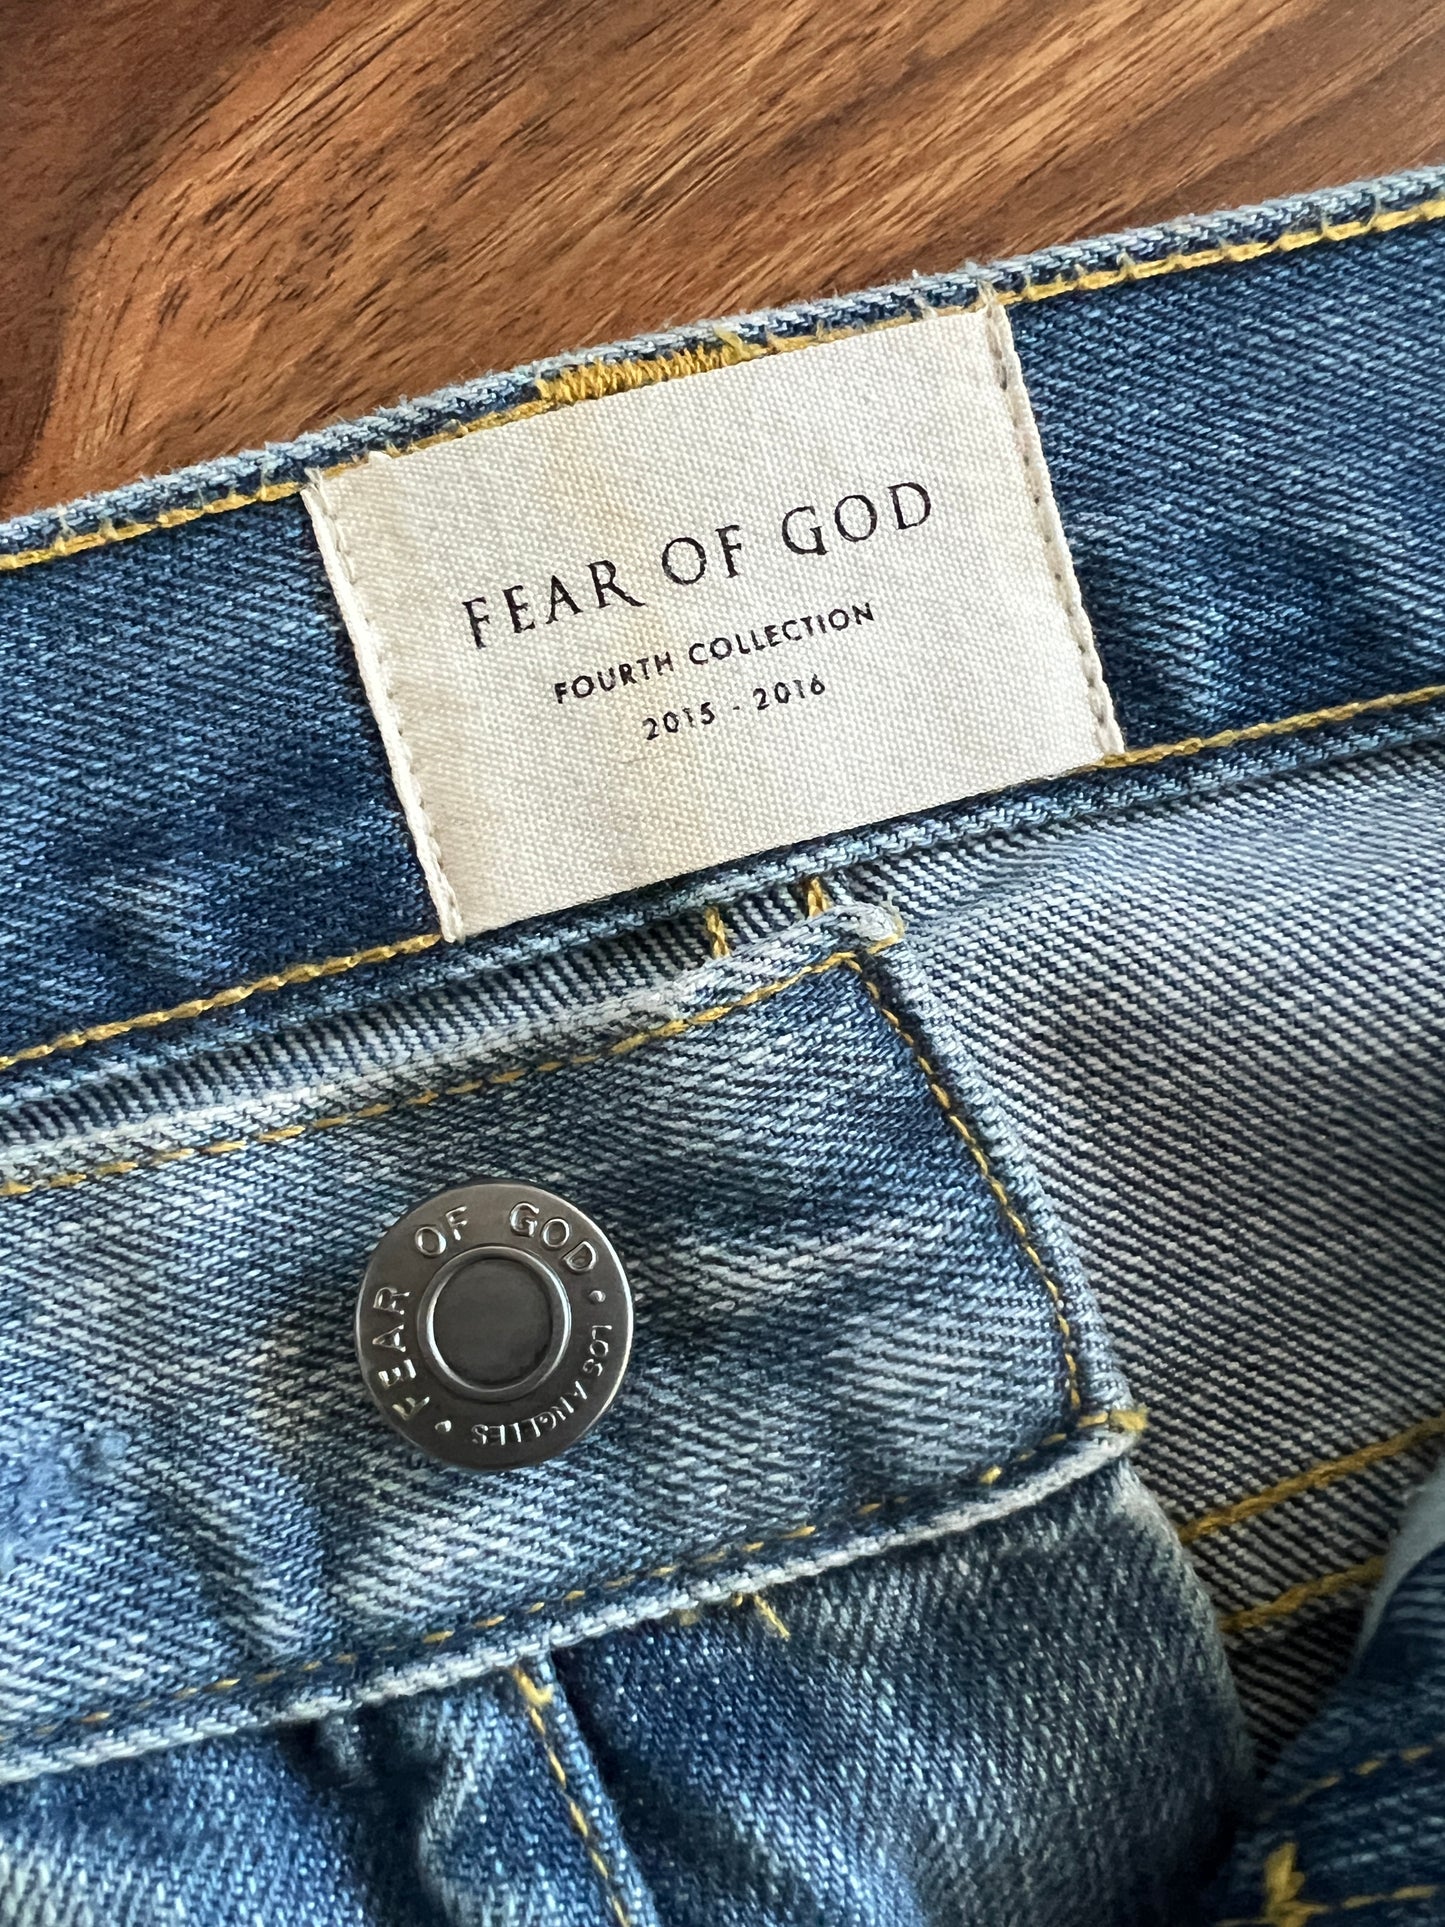 FEAR OF GOD
FOURTH COLLECTION
2015 - 2016
FEAR OF GOD • LOS ANGELES •